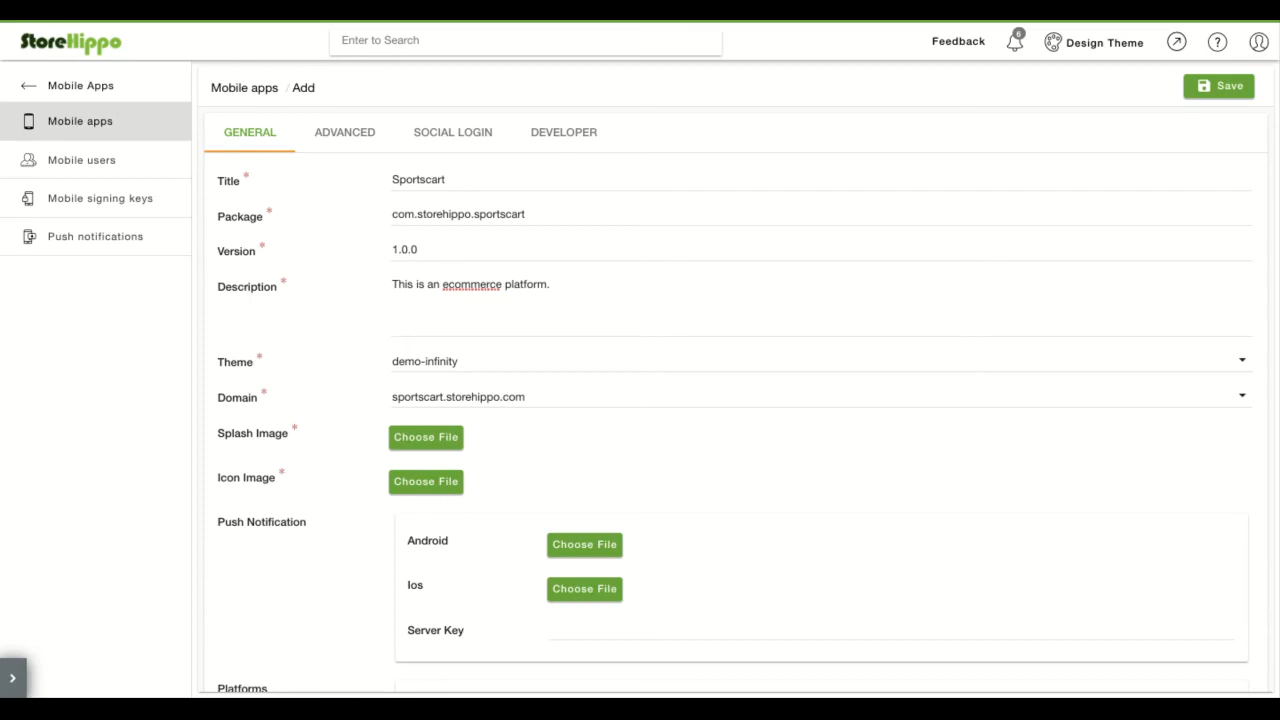 StoreHippo
Enter to Search
Feedback
6
Design Theme
?
Mobile Apps
Mobile apps
Mobile users
Mobile signing keys
Push notifications
Mobile apps / Add
Save
GENERAL ADVANCED SOCIAL LOGIN DEVELOPER
Title * Sportscart
Package * com.storehippo.sportscart
Version * 1.0.0
Description * This is an ecommerce platform.
Theme * demo-infinity
Domain * sportscart.storehippo.com
Splash Image * Choose File
Icon Image * Choose File
Push Notification
Android Choose File
Ios Choose File
Server Key
Platforms